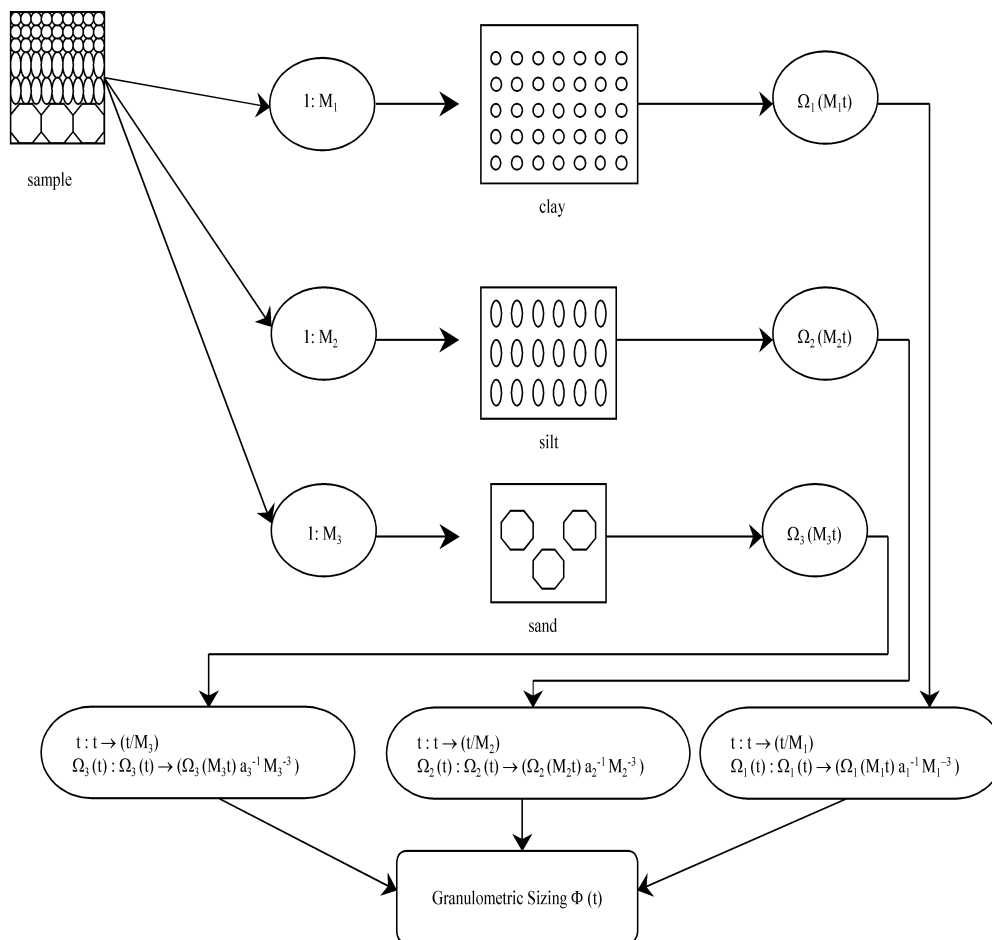 sample
1: M₁
clay
Ω₁ (M₁t)
1: M₂
silt
Ω₂ (M₂t)
1: M₃
sand
Ω₃ (M₃t)
t : t → (t/M₃)
Ω₃ (t) : Ω₃ (t) → (Ω₃ (M₃t) a₃⁻¹ M₃⁻³)
t : t → (t/M₂)
Ω₂ (t) : Ω₂ (t) → (Ω₂ (M₂t) a₂⁻¹ M₂⁻³)
t : t → (t/M₁)
Ω₁ (t) : Ω₁ (t) → (Ω₁ (M₁t) a₁⁻¹ M₁⁻³)
Granulometric Sizing Φ (t)